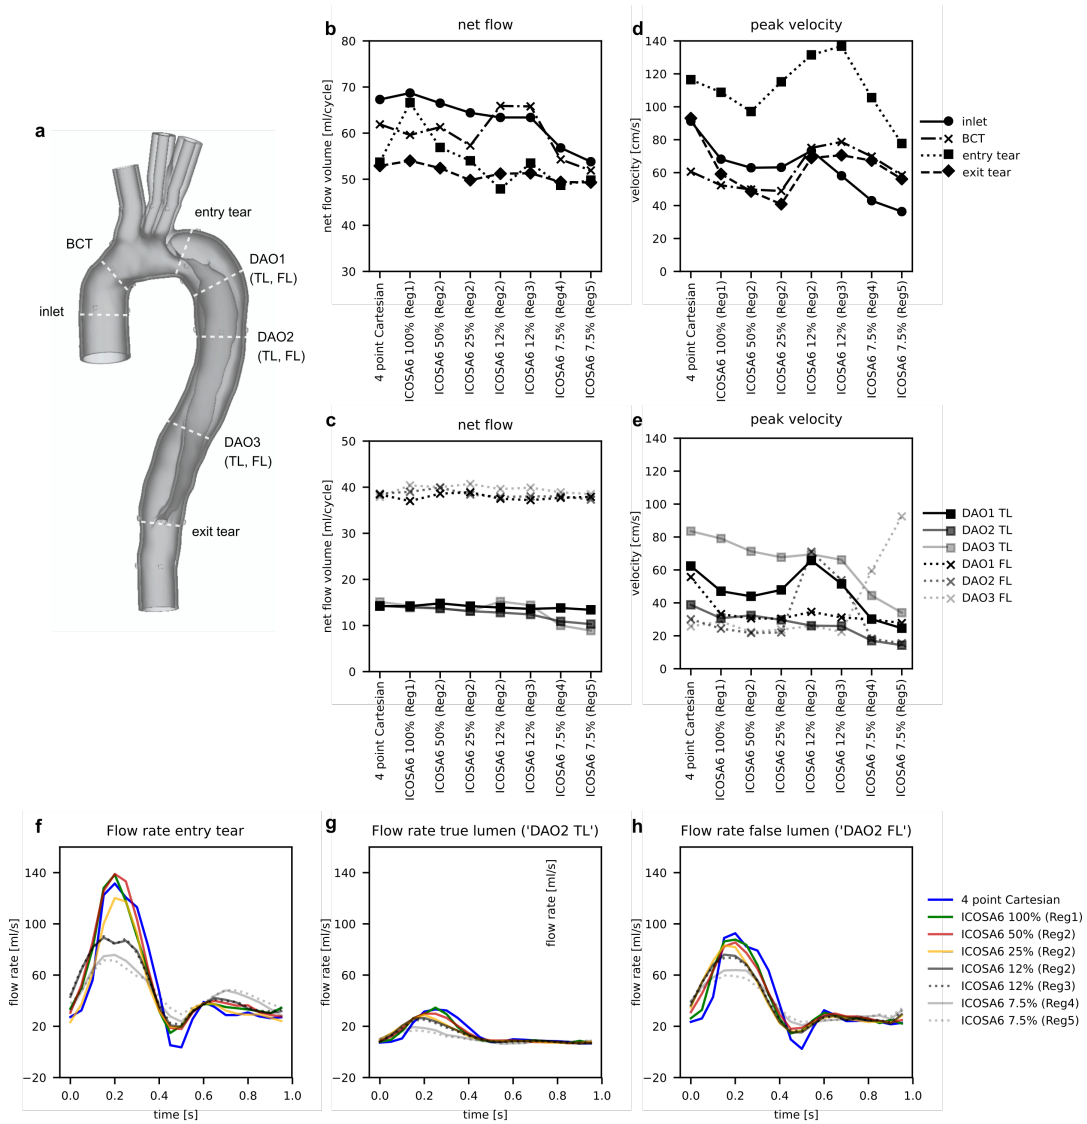 a
entry tear
BCT
DAO1
(TL, FL)
inlet
DAO2
(TL, FL)
DAO3
(TL, FL)
exit tear
b
net flow
net flow volume [ml/cycle]
80
70
60
50
40
30
4 point Cartesian
ICOSA6 100% (Reg1)
ICOSA6 50% (Reg2)
ICOSA6 25% (Reg2)
ICOSA6 12% (Reg2)
ICOSA6 12% (Reg3)
ICOSA6 7.5% (Reg4)
ICOSA6 7.5% (Reg5)
d
peak velocity
velocity [cm/s]
140
120
100
80
60
40
20
0
4 point Cartesian
ICOSA6 100% (Reg1)
ICOSA6 50% (Reg2)
ICOSA6 25% (Reg2)
ICOSA6 12% (Reg2)
ICOSA6 12% (Reg3)
ICOSA6 7.5% (Reg4)
ICOSA6 7.5% (Reg5)
inlet
BCT
entry tear
exit tear
c
net flow
net flow volume [ml/cycle]
50
40
30
20
10
0
4 point Cartesian
ICOSA6 100% (Reg1)
ICOSA6 50% (Reg2)
ICOSA6 25% (Reg2)
ICOSA6 12% (Reg2)
ICOSA6 12% (Reg3)
ICOSA6 7.5% (Reg4)
ICOSA6 7.5% (Reg5)
e
peak velocity
velocity [cm/s]
140
120
100
80
60
40
20
0
4 point Cartesian
ICOSA6 100% (Reg1)
ICOSA6 50% (Reg2)
ICOSA6 25% (Reg2)
ICOSA6 12% (Reg2)
ICOSA6 12% (Reg3)
ICOSA6 7.5% (Reg4)
ICOSA6 7.5% (Reg5)
DAO1 TL
DAO2 TL
DAO3 TL
DAO1 FL
DAO2 FL
DAO3 FL
f
Flow rate entry tear
flow rate [ml/s]
140
100
60
20
−20
0.0 0.2 0.4 0.6 0.8 1.0
time [s]
g
Flow rate true lumen ('DAO2 TL')
flow rate [ml/s]
flow rate [ml/s]
140
100
60
20
−20
0.0 0.2 0.4 0.6 0.8 1.0
time [s]
h
Flow rate false lumen ('DAO2 FL')
flow rate [ml/s]
140
100
60
20
−20
0.0 0.2 0.4 0.6 0.8 1.0
time [s]
4 point Cartesian
ICOSA6 100% (Reg1)
ICOSA6 50% (Reg2)
ICOSA6 25% (Reg2)
ICOSA6 12% (Reg2)
ICOSA6 12% (Reg3)
ICOSA6 7.5% (Reg4)
ICOSA6 7.5% (Reg5)